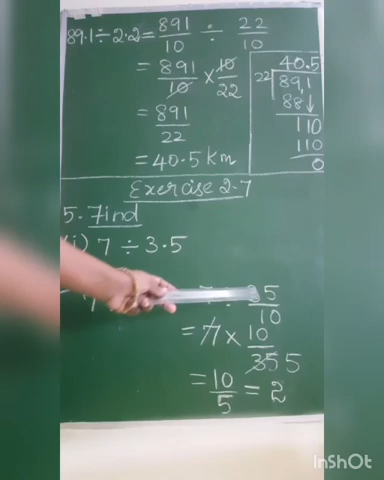 89.1 ÷ 2.2 = 891/10 ÷ 22/10
= 891/10 × 10/22
= 891/22
= 40.5 km
40.5
22 89,1
88↓
110
110
0
Exercise 2.7
5. Find
(i) 7 ÷ 3.5
7 ÷ 35/10
= 7 × 10/35 5
= 10/5 = 2
InShOt